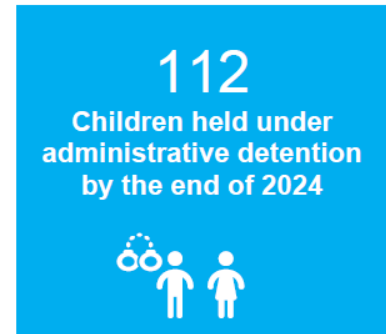 112
Children held under
administrative detention
by the end of 2024